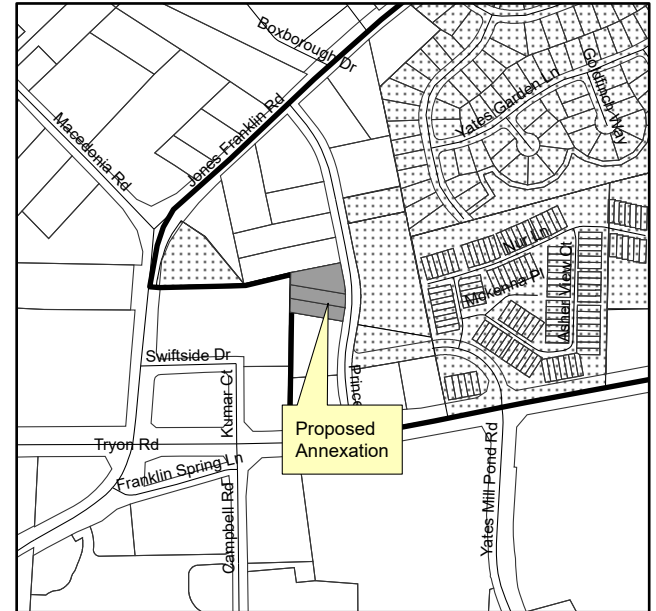 Boxborough Dr
Goldfinch Way
Yates Garden Ln
Macedonia Rd
Jones Franklin Rd
Nur Ln
Mckenna Pl
Asher View Ct
Swiftside Dr
Prince
Kumar Ct
Proposed
Annexation
Tryon Rd
Franklin Spring Ln
Campbell Rd
Yates Mill Pond Rd